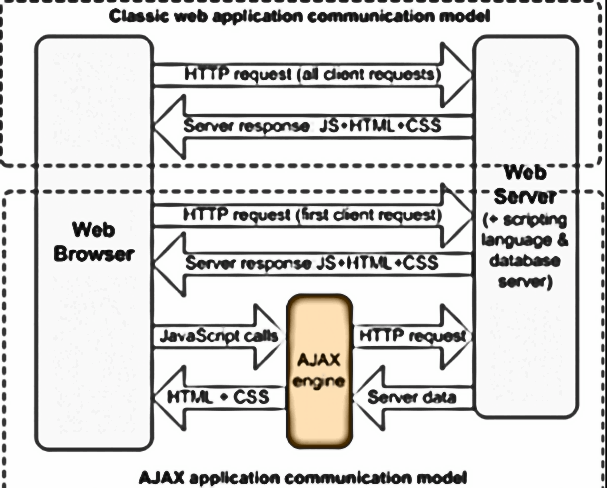 Classic web application communication model
HTTP request (all client requests)
Server response: JS+HTML+CSS
Web
Server
(+ scripting
language &
database
server)
HTTP request (first client request)
Web
Browser
Server response JS+HTML+CSS
JavaScript calls
HTTP request
AJAX
engine
HTML + CSS
Server data
AJAX application communication model